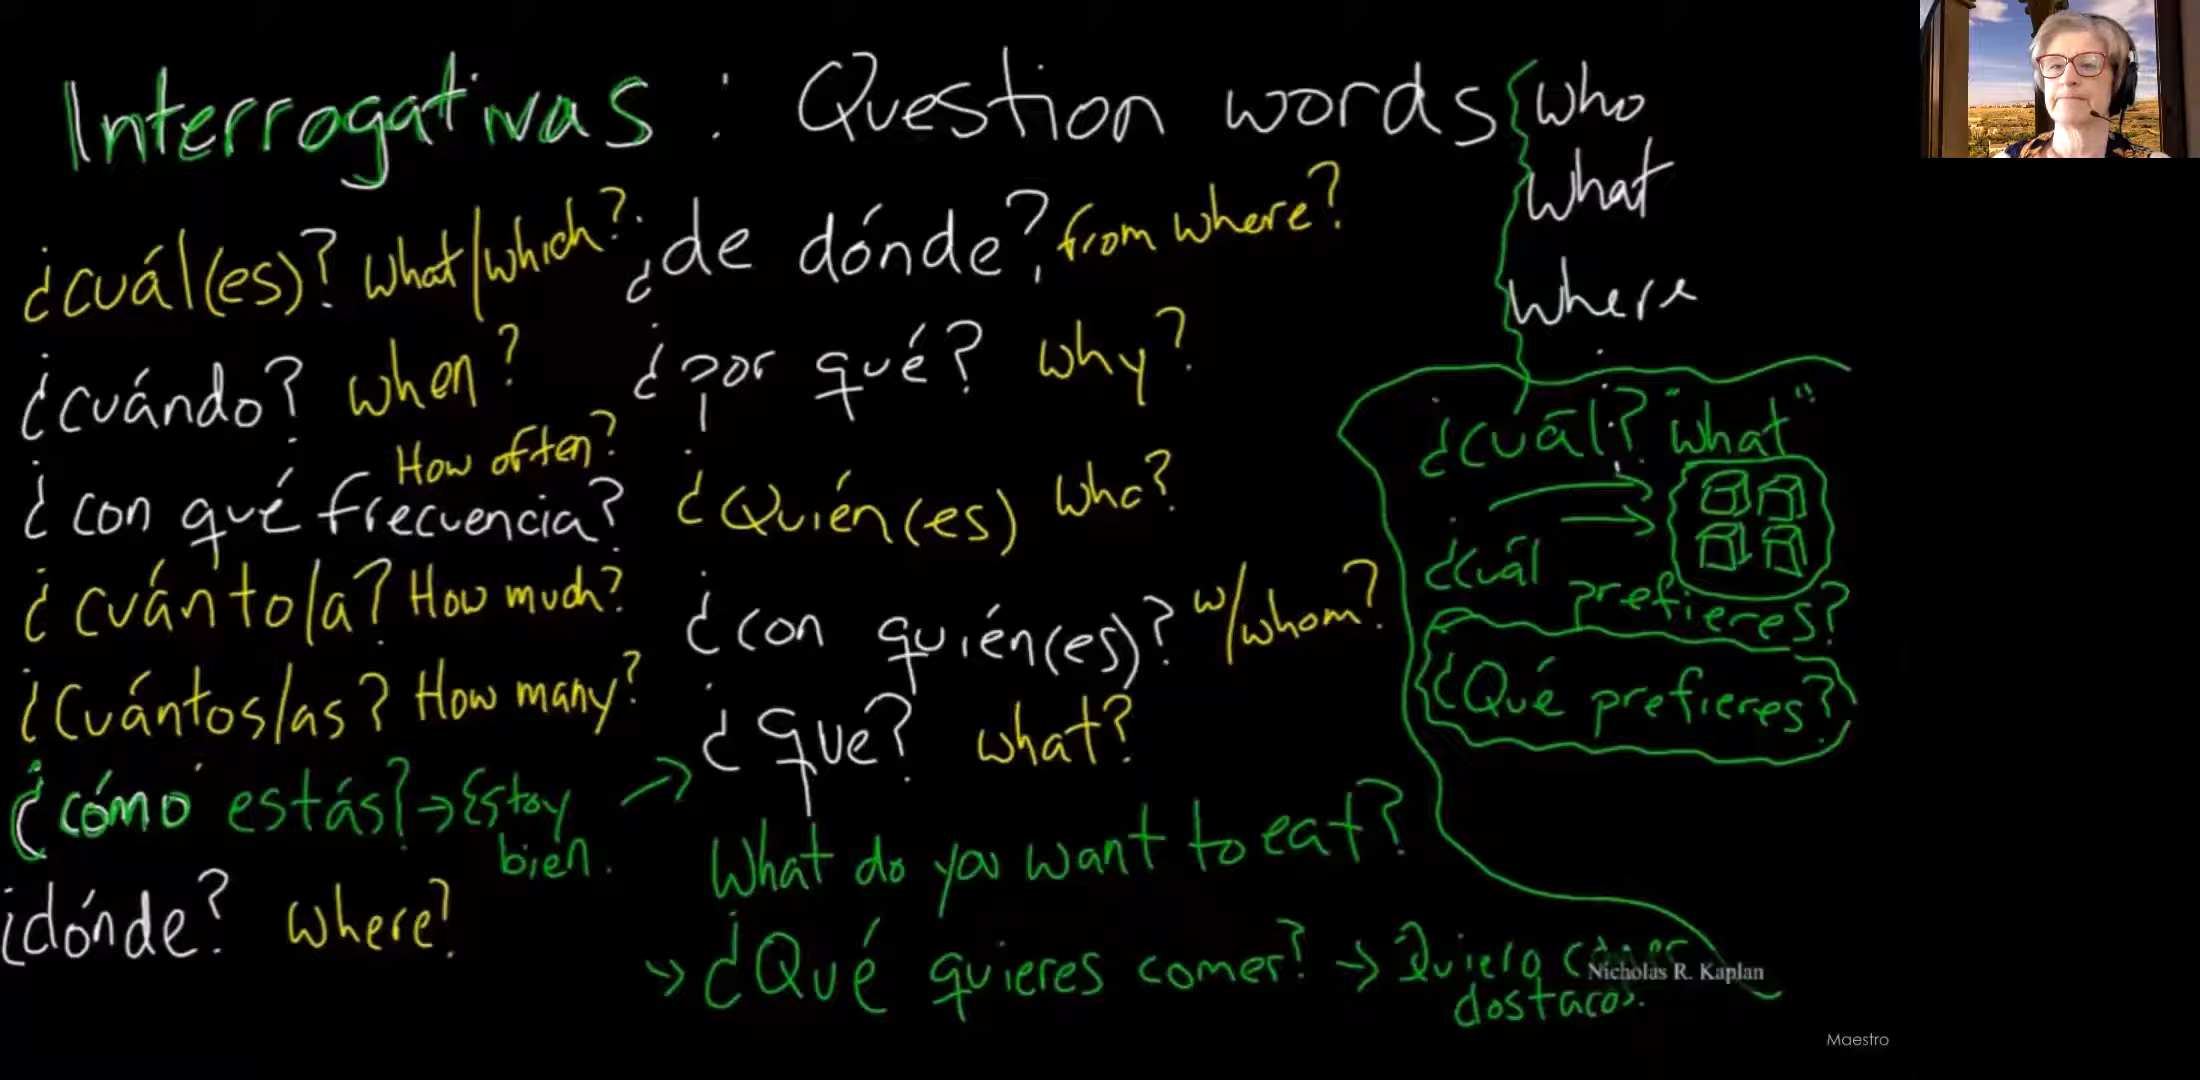 Interrogativas : Question words
who
what
where
¿cuál(es)? What/which?
¿cuándo? when?
How often?
¿con qué frecuencia?
¿cuánto/a? How much?
¿Cuántos/as? How many?
¿cómo estás? → Estoy
bien.
¿dónde? where?
¿de dónde? from where?
¿por qué? why?
¿Quién(es) Who?
¿con quién(es)? w/whom?
¿que? what?
What do you want to eat?
→ ¿Qué quieres comer? → Quiero
dos tacos.
¿cuál? "what"
¿cuál
prefieres?
¿Qué prefieres?
Nicholas R. Kaplan
Maestro